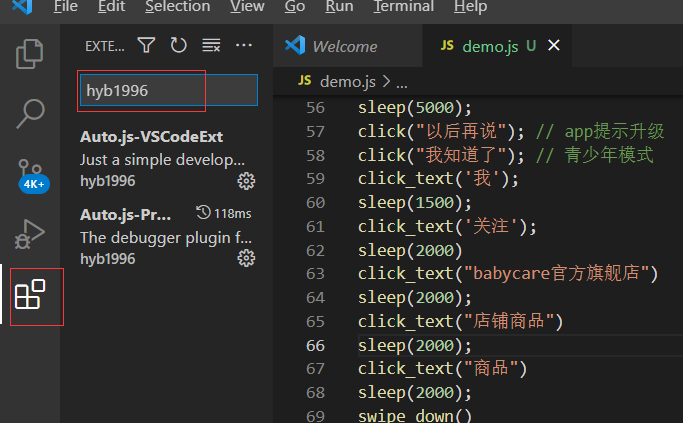 File Edit Selection View Go Run Terminal Help
EXTE...
Welcome
JS demo.js U
JS demo.js > ...
hyb1996
Auto.js-VSCodeExt
Just a simple develop...
hyb1996
Auto.js-Pr... 118ms
The debugger plugin f...
hyb1996
4K+
56 sleep(5000);
57 click("以后再说"); // app提示升级
58 click("我知道了"); // 青少年模式
59 click_text('我');
60 sleep(1500);
61 click_text('关注');
62 sleep(2000)
63 click_text("babycare官方旗舰店")
64 sleep(2000);
65 click_text("店铺商品")
66 sleep(2000);
67 click_text("商品")
68 sleep(2000);
69 swipe_down()